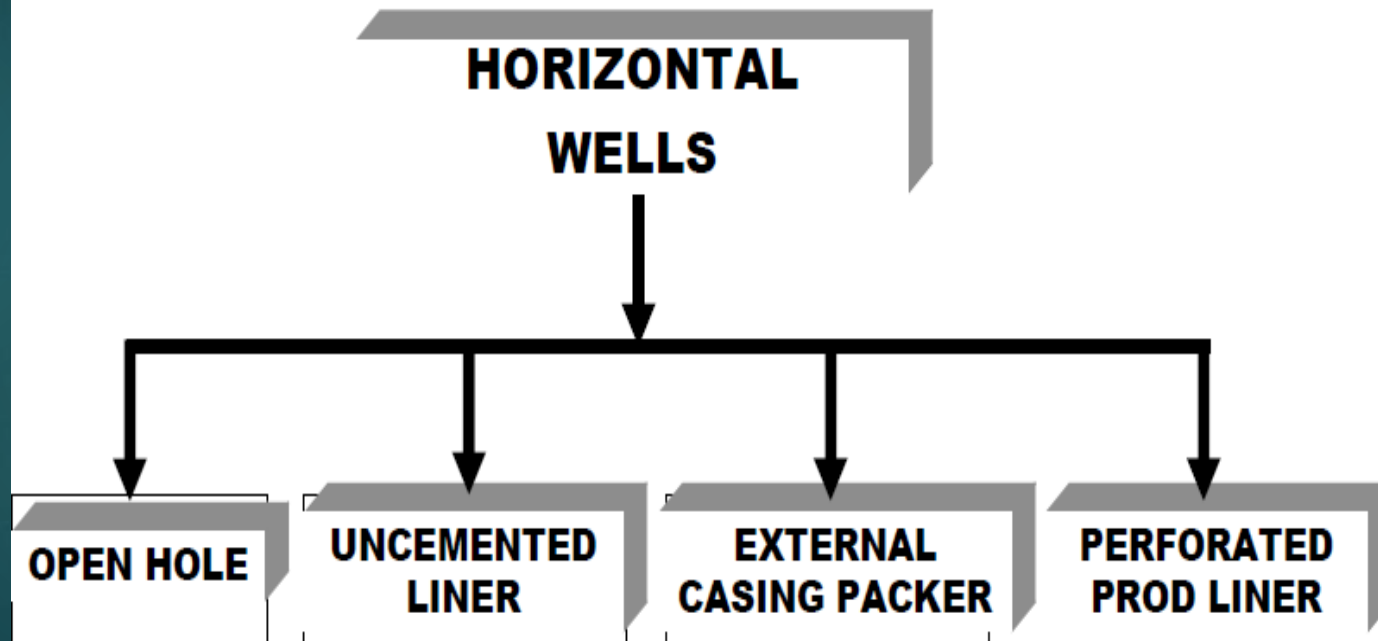 HORIZONTAL
WELLS
OPEN HOLE
UNCEMENTED
LINER
EXTERNAL
CASING PACKER
PERFORATED
PROD LINER